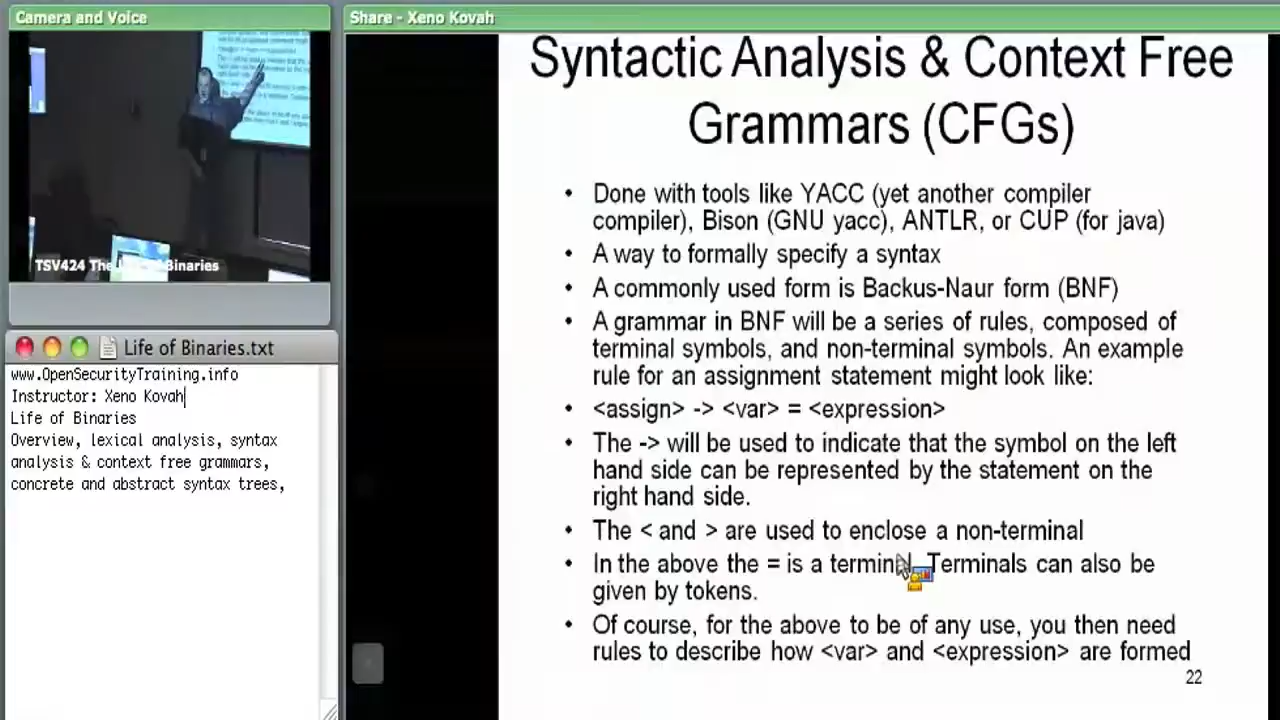 Camera and Voice
Share - Xeno Kovah
TSV424 The Binaries
Life of Binaries.txt
www.OpenSecurityTraining.info
Instructor: Xeno Kovah
Life of Binaries
Overview, lexical analysis, syntax
analysis & context free grammars,
concrete and abstract syntax trees,
Syntactic Analysis & Context Free
Grammars (CFGs)
• Done with tools like YACC (yet another compiler
compiler), Bison (GNU yacc), ANTLR, or CUP (for java)
• A way to formally specify a syntax
• A commonly used form is Backus-Naur form (BNF)
• A grammar in BNF will be a series of rules, composed of
terminal symbols, and non-terminal symbols. An example
rule for an assignment statement might look like:
• <assign> -> <var> = <expression>
• The -> will be used to indicate that the symbol on the left
hand side can be represented by the statement on the
right hand side.
• The < and > are used to enclose a non-terminal
• In the above the = is a terminal. Terminals can also be
given by tokens.
• Of course, for the above to be of any use, you then need
rules to describe how <var> and <expression> are formed
22